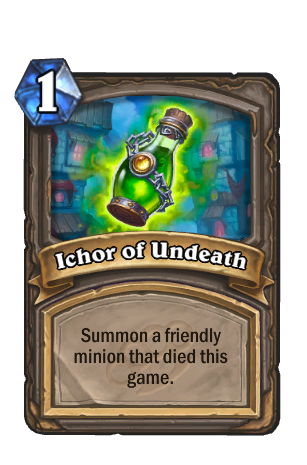 1
Ichor of Undeath
Summon a friendly
minion that died this
game.